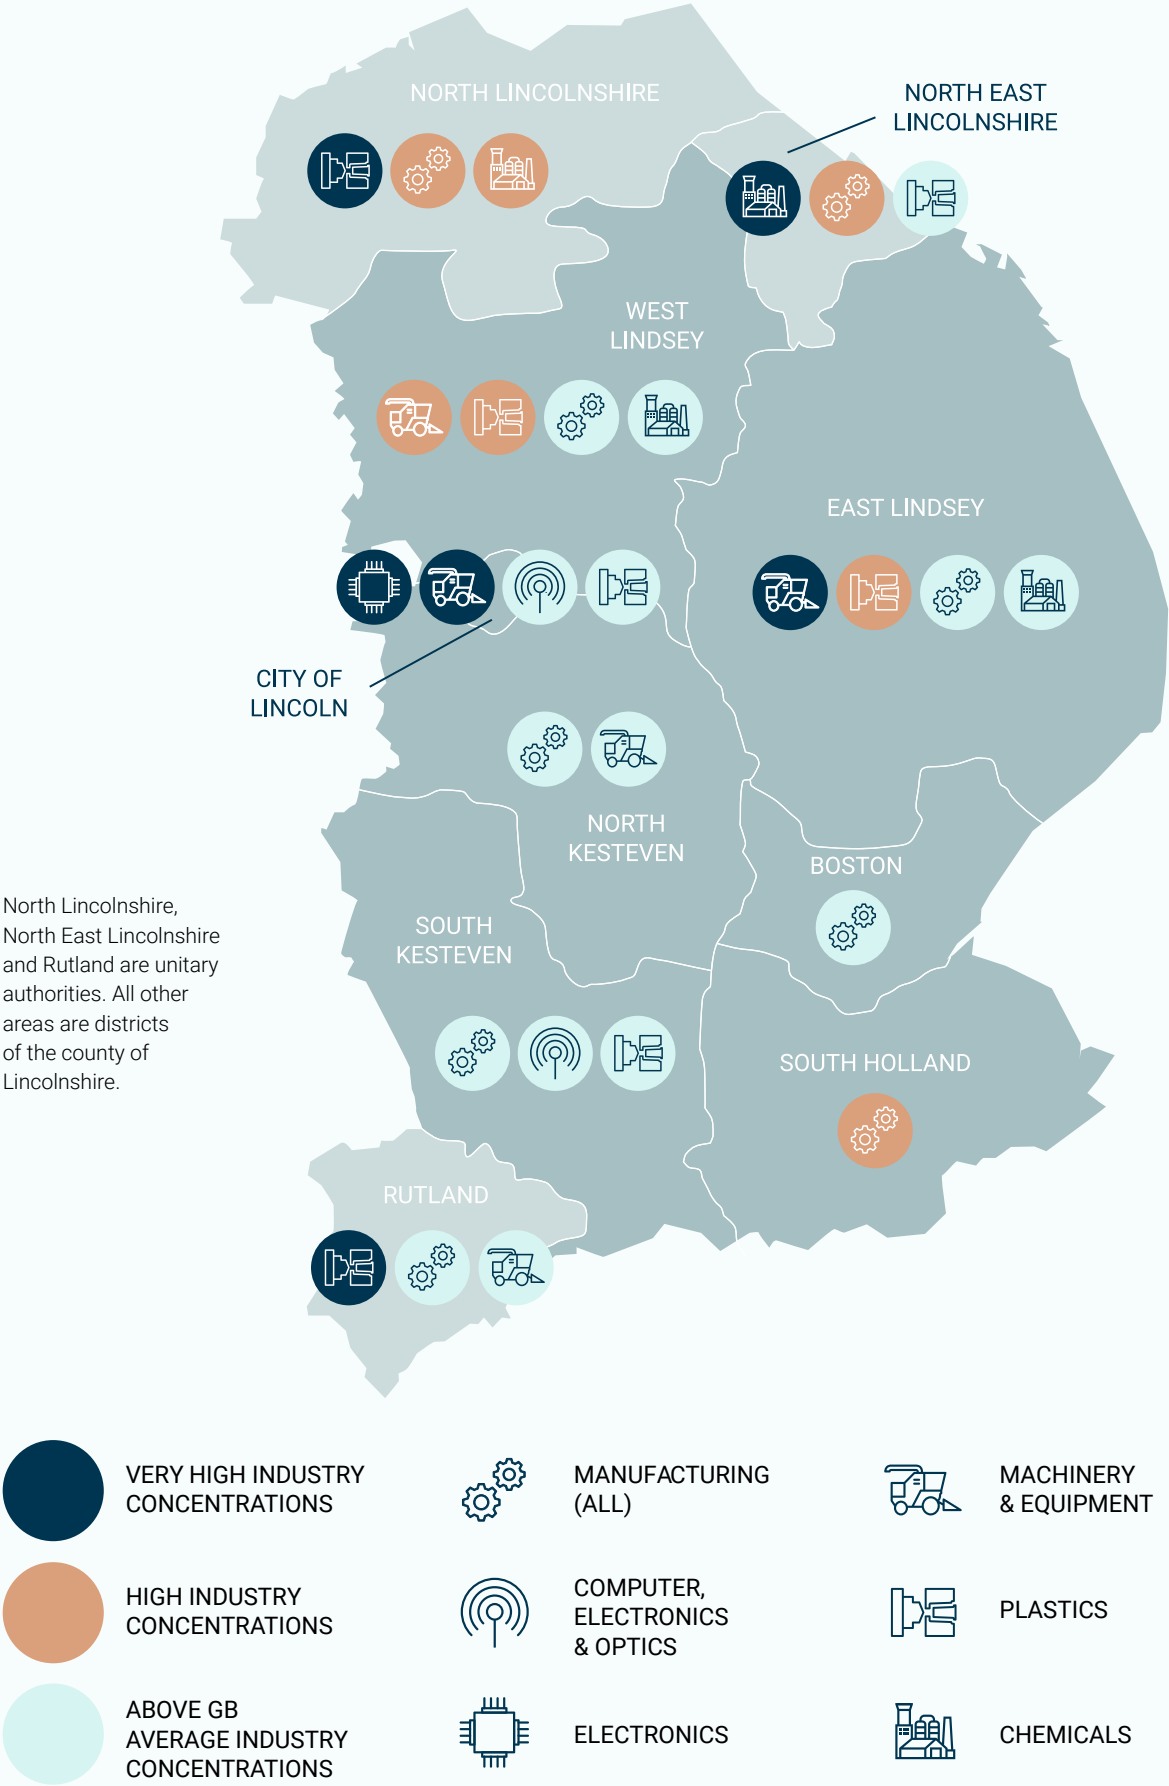 NORTH LINCOLNSHIRE
NORTH EAST
LINCOLNSHIRE
WEST
LINDSEY
EAST LINDSEY
CITY OF
LINCOLN
NORTH
KESTEVEN
BOSTON
SOUTH
KESTEVEN
North Lincolnshire,
North East Lincolnshire
and Rutland are unitary
authorities. All other
areas are districts
of the county of
Lincolnshire.
SOUTH HOLLAND
RUTLAND
VERY HIGH INDUSTRY
CONCENTRATIONS
MANUFACTURING
(ALL)
MACHINERY
& EQUIPMENT
HIGH INDUSTRY
CONCENTRATIONS
COMPUTER,
ELECTRONICS
& OPTICS
PLASTICS
ABOVE GB
AVERAGE INDUSTRY
CONCENTRATIONS
ELECTRONICS
CHEMICALS